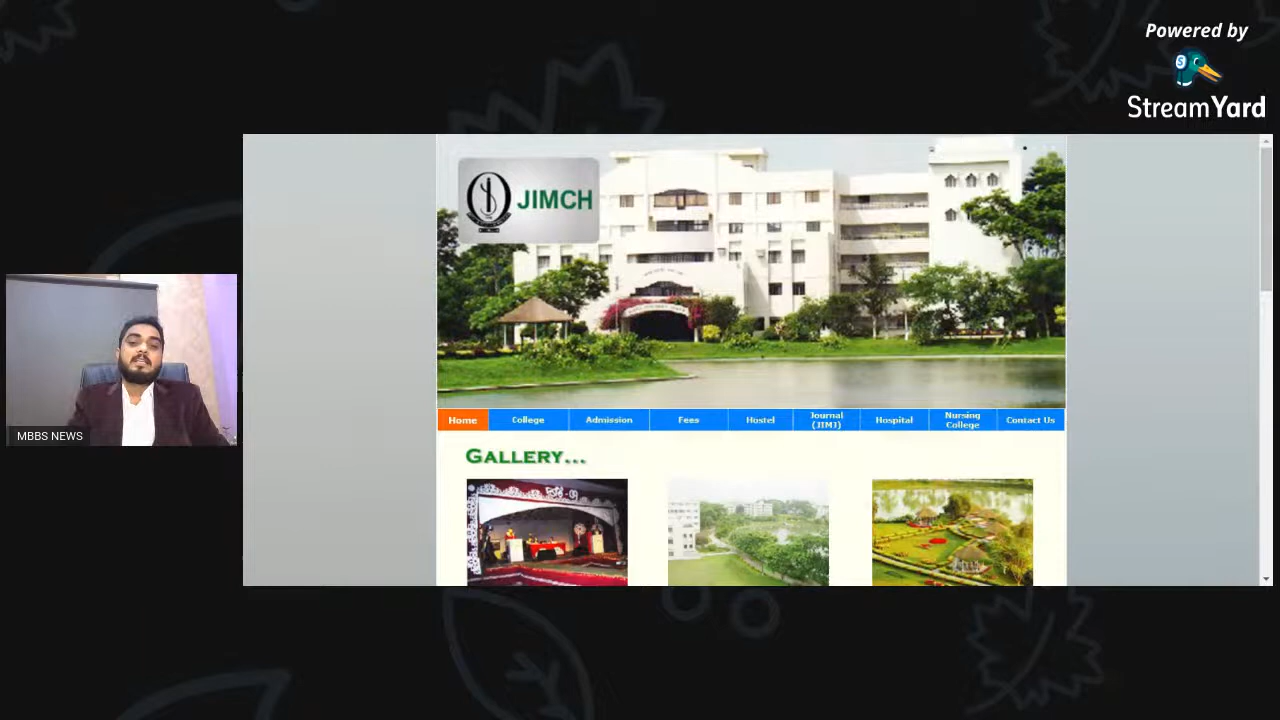 Powered by
StreamYard
JIMCH
Home
College
Admission
Fees
Hostel
Journal
(JIMJ)
Hospital
Nursing
College
Contact Us
GALLERY...
MBBS NEWS